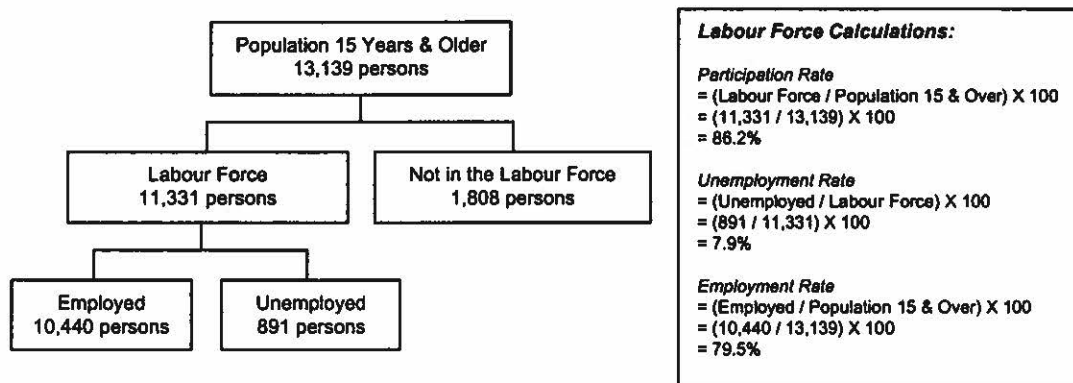 Population 15 Years & Older
13,139 persons
Labour Force
11,331 persons
Not in the Labour Force
1,808 persons
Employed
10,440 persons
Unemployed
891 persons
Labour Force Calculations:
Participation Rate
= (Labour Force / Population 15 & Over) X 100
= (11,331 / 13,139) X 100
= 86.2%
Unemployment Rate
= (Unemployed / Labour Force) X 100
= (891 / 11,331) X 100
= 7.9%
Employment Rate
= (Employed / Population 15 & Over) X 100
= (10,440 / 13,139) X 100
= 79.5%